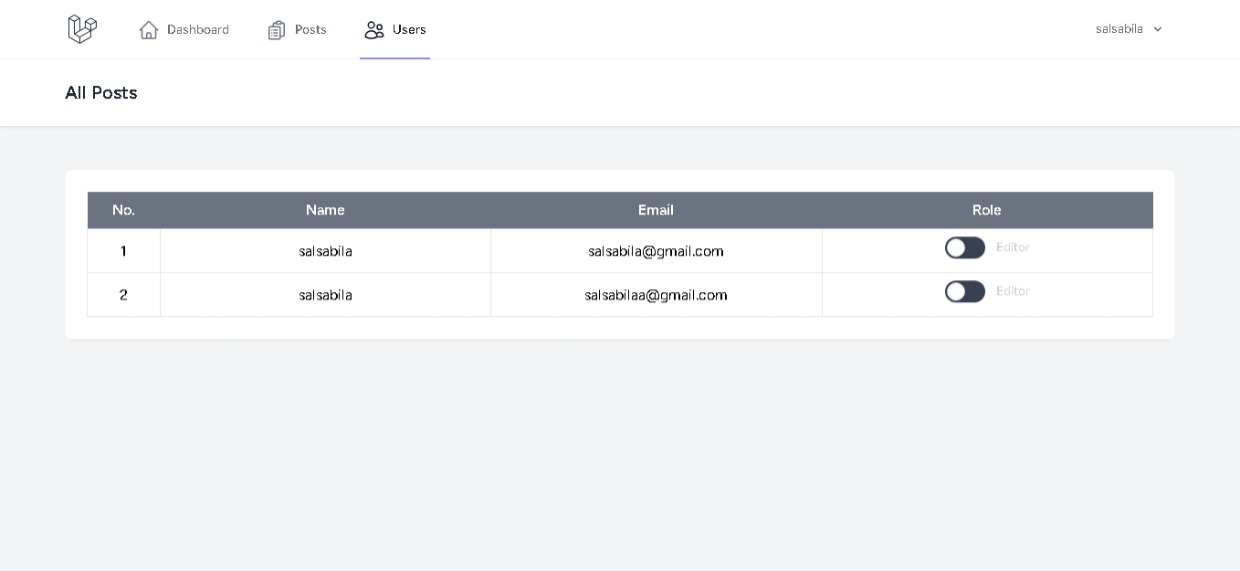 Dashboard Posts Users salsabila
All Posts
No. Name Email Role
1 salsabila salsabila@gmail.com Editor
2 salsabila salsabilaa@gmail.com Editor